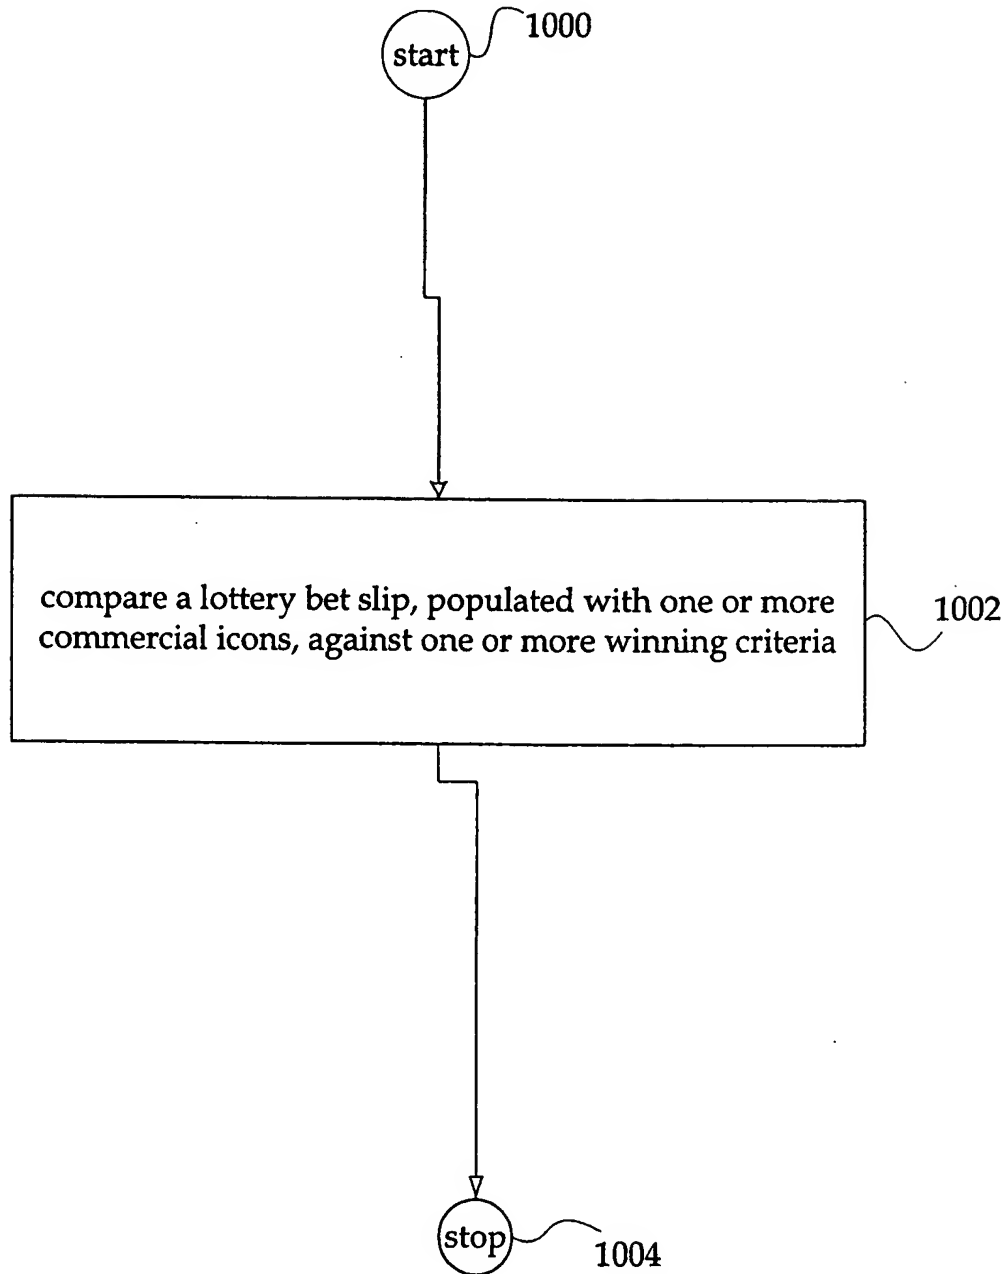 start
1000
compare a lottery bet slip, populated with one or more
commercial icons, against one or more winning criteria
1002
stop
1004